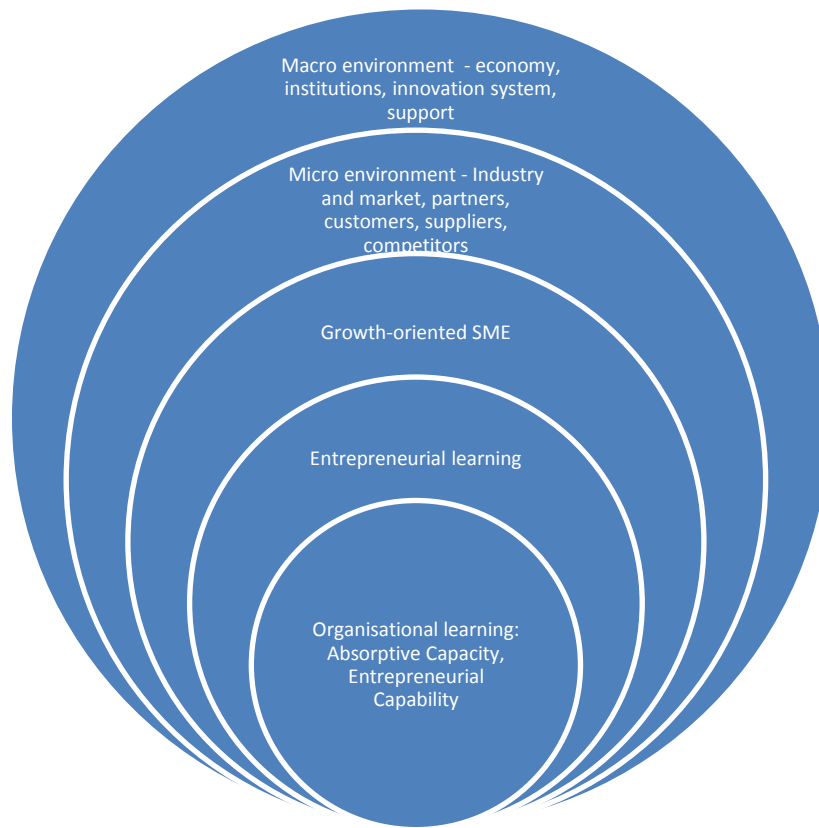 Macro environment - economy,
institutions, innovation system,
support
Micro environment - Industry
and market, partners,
customers, suppliers,
competitors
Growth-oriented SME
Entrepreneurial learning
Organisational learning:
Absorptive Capacity,
Entrepreneurial
Capability